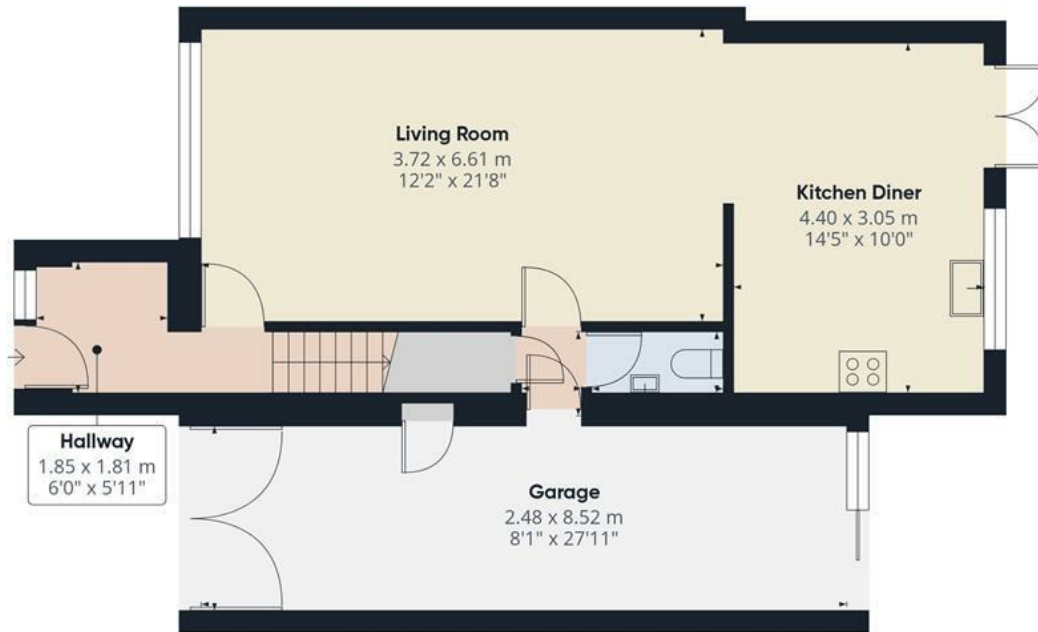 Living Room
3.72 x 6.61 m
12'2" x 21'8"
Kitchen Diner
4.40 x 3.05 m
14'5" x 10'0"
Hallway
1.85 x 1.81 m
6'0" x 5'11"
Garage
2.48 x 8.52 m
8'1" x 27'11"